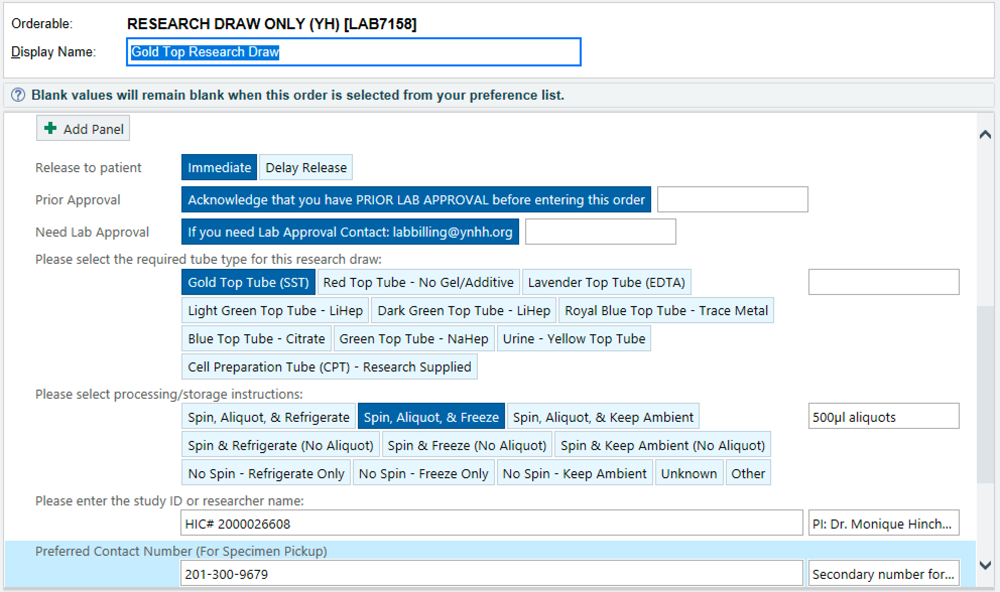 Orderable: RESEARCH DRAW ONLY (YH) [LAB7158]
Display Name: Gold Top Research Draw
Blank values will remain blank when this order is selected from your preference list.
Add Panel
Release to patient Immediate Delay Release
Prior Approval Acknowledge that you have PRIOR LAB APPROVAL before entering this order
Need Lab Approval If you need Lab Approval Contact: labbilling@ynhh.org
Please select the required tube type for this research draw:
Gold Top Tube (SST) Red Top Tube - No Gel/Additive Lavender Top Tube (EDTA)
Light Green Top Tube - LiHep Dark Green Top Tube - LiHep Royal Blue Top Tube - Trace Metal
Blue Top Tube - Citrate Green Top Tube - NaHep Urine - Yellow Top Tube
Cell Preparation Tube (CPT) - Research Supplied
Please select processing/storage instructions:
Spin, Aliquot, & Refrigerate Spin, Aliquot, & Freeze Spin, Aliquot, & Keep Ambient 500µl aliquots
Spin & Refrigerate (No Aliquot) Spin & Freeze (No Aliquot) Spin & Keep Ambient (No Aliquot)
No Spin - Refrigerate Only No Spin - Freeze Only No Spin - Keep Ambient Unknown Other
Please enter the study ID or researcher name:
HIC# 2000026608 PI: Dr. Monique Hinch...
Preferred Contact Number (For Specimen Pickup)
201-300-9679 Secondary number for...